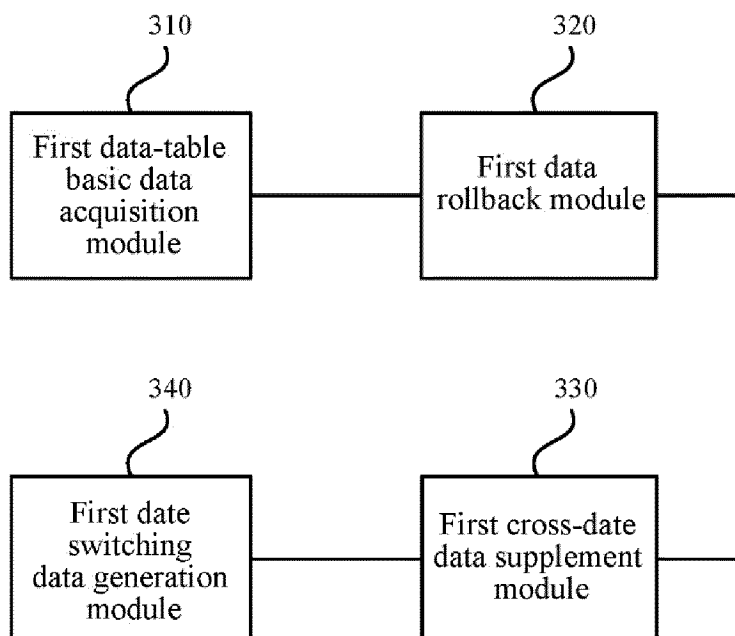 310
320
First data-table
basic data
acquisition
module
First data
rollback module
340
330
First date
switching
data generation
module
First cross-date
data supplement
module